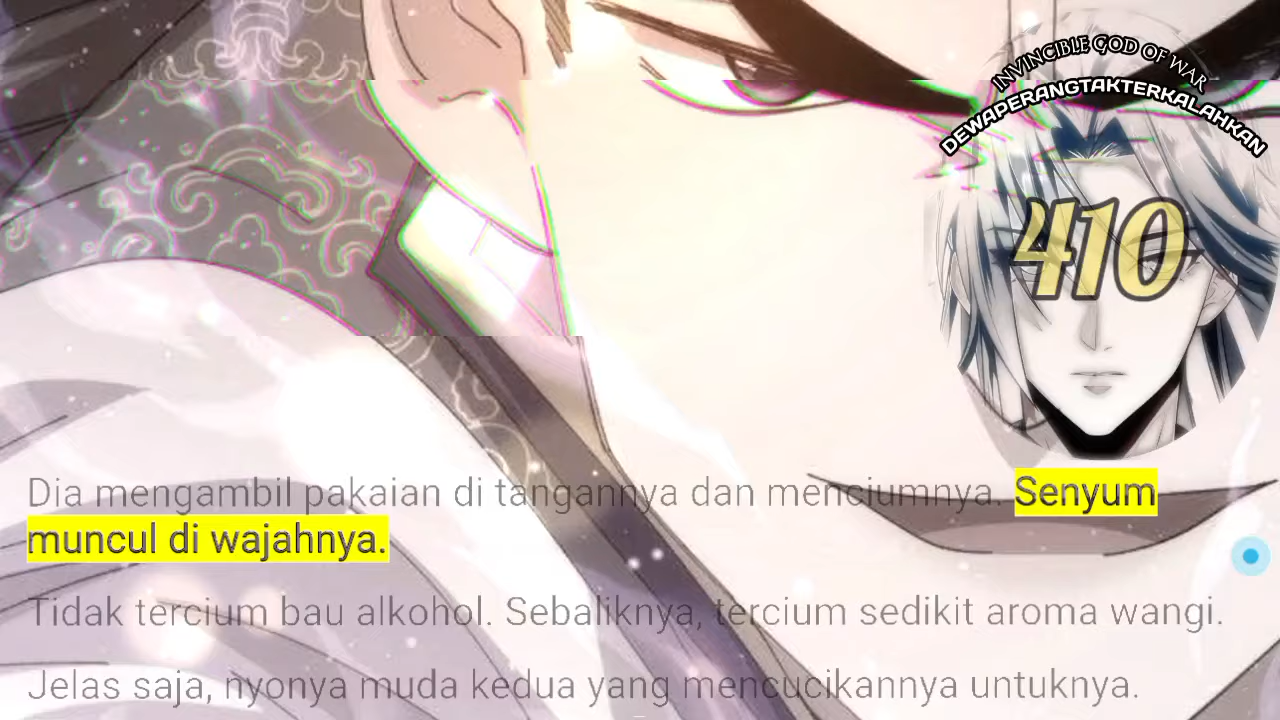 INVINCIBLE GOD OF WAR
DEWAPERANGTAKTERKALAHKAN
410
Dia mengambil pakaian di tangannya dan menciumnya. Senyum
muncul di wajahnya.
Tidak tercium bau alkohol. Sebaliknya, tercium sedikit aroma wangi.
Jelas saja, nyonya muda kedua yang mencucikannya untuknya.